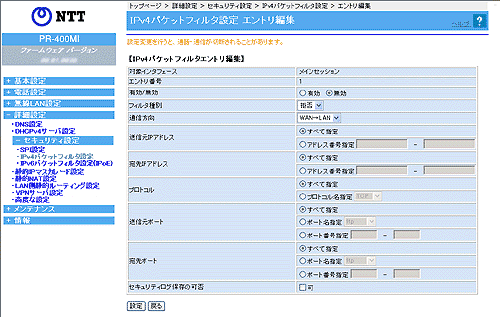 トップページ > 詳細設定 > セキュリティ設定 > IPv4パケットフィルタ設定 > エントリ編集
NTT
IPv4パケットフィルタ設定 エントリ編集
ヘルプ ?
PR-400MI
ファームウェア バージョン
設定変更を行うと、通話・通信が切断されることがあります。
【IPv4パケットフィルタエントリ編集】
対象インタフェース メインセッション
エントリ番号 1
有効/無効 有効 無効
フィルタ種別 拒否
通信方向 WAN→LAN
送信元IPアドレス すべて指定
アドレス番号指定 -
宛先IPアドレス すべて指定
アドレス番号指定 -
プロトコル すべて指定
プロトコル名指定
送信元ポート すべて指定
ポート名指定
ポート番号指定 -
宛先ポート すべて指定
ポート名指定
ポート番号指定 -
セキュリティログ保存の可否 可
設定 戻る
+ 基本設定
+ 電話設定
+ 無線LAN設定
- 詳細設定
・DNS設定
・DHCPv4サーバ設定
- セキュリティ設定
・SPI設定
・IPv4パケットフィルタ設定
・IPv6パケットフィルタ設定(IPoE)
・静的IPマスカレード設定
・静的NAT設定
・LAN側静的ルーティング設定
・VPNサーバ設定
・高度な設定
+ メンテナンス
+ 情報